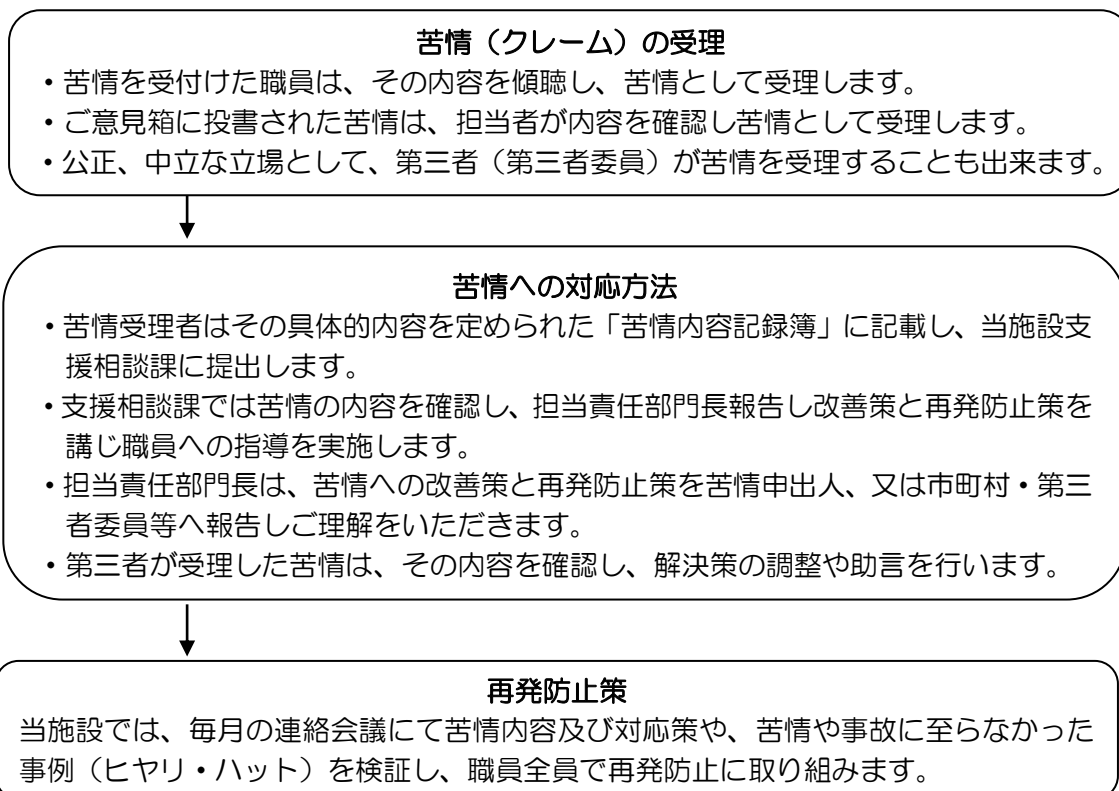 苦情（クレーム）の受理
・苦情を受付けた職員は、その内容を傾聴し、苦情として受理します。
・ご意見箱に投書された苦情は、担当者が内容を確認し苦情として受理します。
・公正、中立な立場として、第三者（第三者委員）が苦情を受理することも出来ます。
苦情への対応方法
・苦情受理者はその具体的内容を定められた「苦情内容記録簿」に記載し、当施設支
援相談課に提出します。
・支援相談課では苦情の内容を確認し、担当責任部門長報告し改善策と再発防止策を
講じ職員への指導を実施します。
・担当責任部門長は、苦情への改善策と再発防止策を苦情申出人、又は市町村・第三
者委員等へ報告しご理解をいただきます。
・第三者が受理した苦情は、その内容を確認し、解決策の調整や助言を行います。
再発防止策
当施設では、毎月の連絡会議にて苦情内容及び対応策や、苦情や事故に至らなかった
事例（ヒヤリ・ハット）を検証し、職員全員で再発防止に取り組みます。